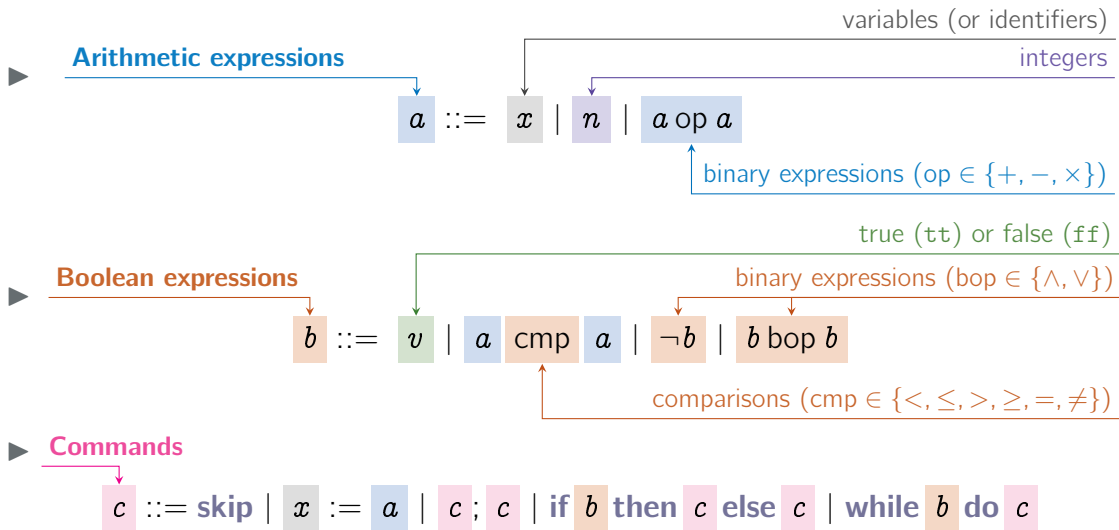 variables (or identifiers)
▶ Arithmetic expressions
integers
a ::= x | n | a op a
binary expressions (op ∈ {+, −, ×})
true (tt) or false (ff)
▶ Boolean expressions
binary expressions (bop ∈ {∧, ∨})
b ::= v | a cmp a | ¬b | b bop b
comparisons (cmp ∈ {<, ≤, >, ≥, =, ≠})
▶ Commands
c ::= skip | x := a | c; c | if b then c else c | while b do c